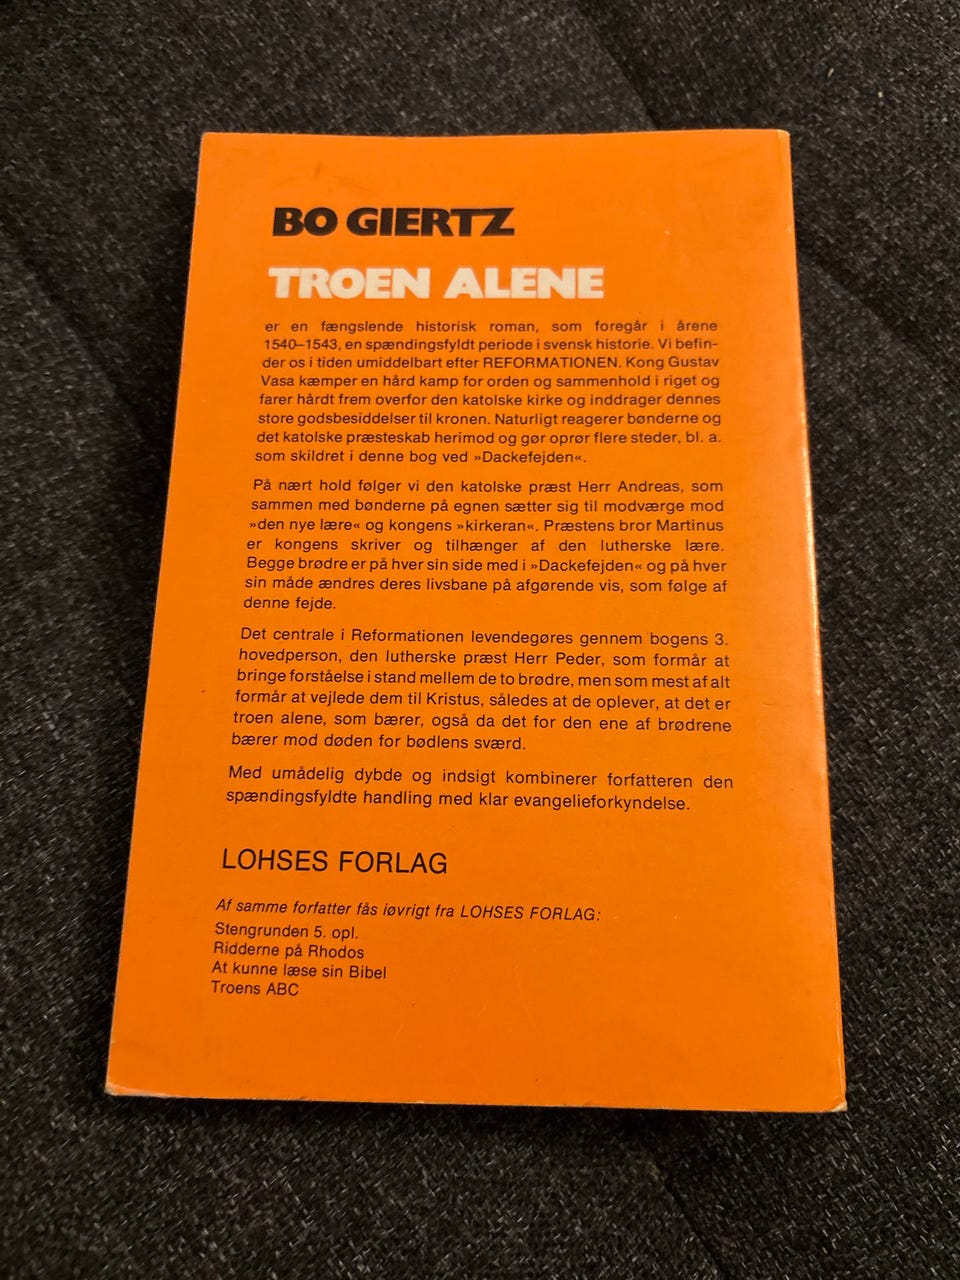 BO GIERTZ
TROEN ALENE
er en fængslende historisk roman, som foregår i årene
1540–1543, en spændingsfyldt periode i svensk historie. Vi befin-
der os i tiden umiddelbart efter REFORMATIONEN. Kong Gustav
Vasa kæmper en hård kamp for orden og sammenhold i riget og
farer hårdt frem overfor den katolske kirke og inddrager dennes
store godsbesiddelser til kronen. Naturligt reagerer bønderne og
det katolske præsteskab herimod og gør oprør flere steder, bl. a.
som skildret i denne bog ved »Dackefejden«.
På nært hold følger vi den katolske præst Herr Andreas, som
sammen med bønderne på egnen sætter sig til modværge mod
»den nye lære« og kongens »kirkeran«. Præstens bror Martinus
er kongens skriver og tilhænger af den lutherske lære.
Begge brødre er på hver sin side med i »Dackefejden« og på hver
sin måde ændres deres livsbane på afgørende vis, som følge af
denne fejde.
Det centrale i Reformationen levendegøres gennem bogens 3.
hovedperson, den lutherske præst Herr Peder, som formår at
bringe forståelse i stand mellem de to brødre, men som mest af alt
formår at vejlede dem til Kristus, således at de oplever, at det er
troen alene, som bærer, også da det for den ene af brødrene
bærer mod døden for bødlens sværd.
Med umådelig dybde og indsigt kombinerer forfatteren den
spændingsfyldte handling med klar evangelieforkyndelse.
LOHSES FORLAG
Af samme forfatter fås iøvrigt fra LOHSES FORLAG:
Stengrunden 5. opl.
Ridderne på Rhodos
At kunne læse sin Bibel
Troens ABC